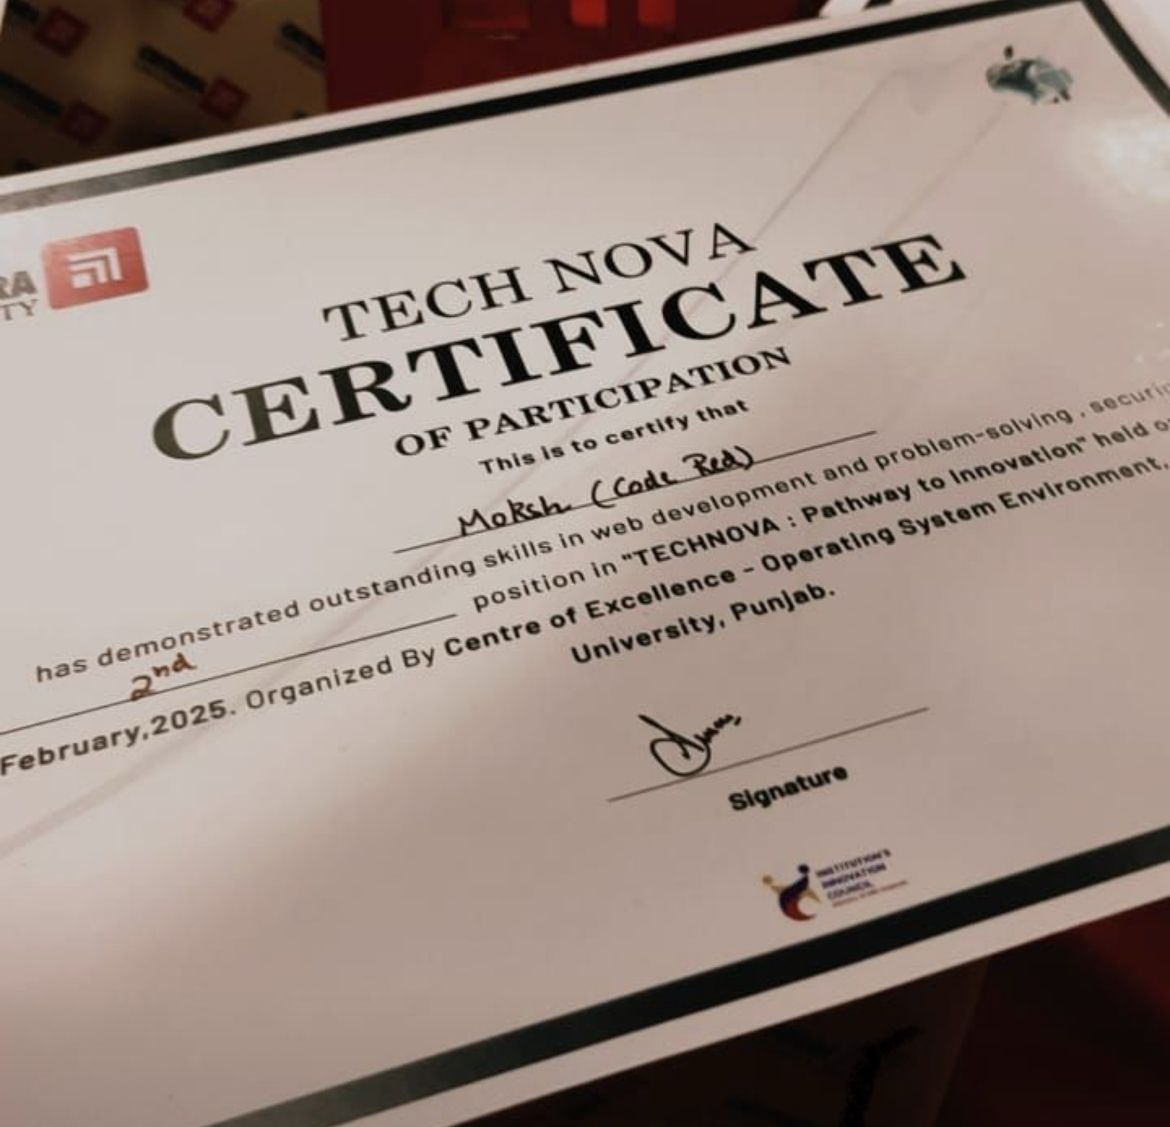 RA
TY
TECH NOVA
CERTIFICATE
OF PARTICIPATION
This is to certify that
Moksh (Code Red)
has demonstrated outstanding skills in web development and problem-solving , securin
2nd position in "TECHNOVA : Pathway to Innovation" held o
February,2025. Organized By Centre of Excellence - Operating System Environment,
University, Punjab.
Signature
INSTITUTION'S
INNOVATION
COUNCIL